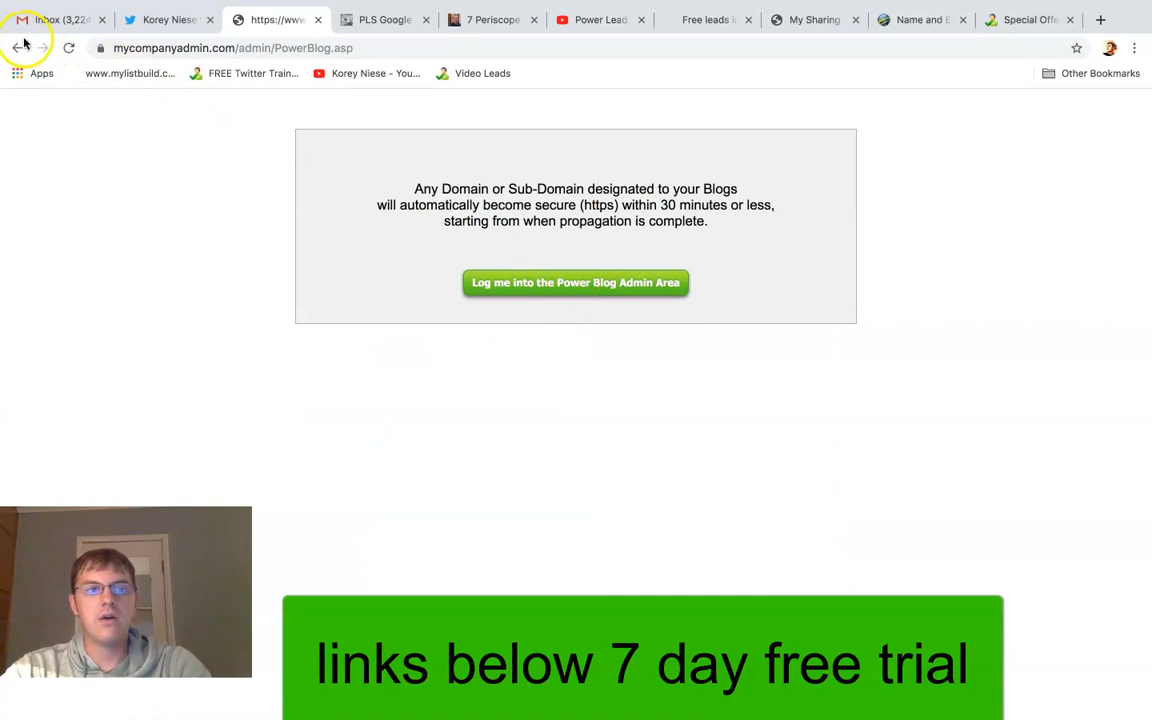 Inbox (3,224
Korey Niese
https://www
PLS Google
7 Periscope
Power Lead
Free leads i
My Sharing
Name and E
Special Offe
mycompanyadmin.com/admin/PowerBlog.asp
Apps
www.mylistbuild.c...
FREE Twitter Train...
Korey Niese - You...
Video Leads
Other Bookmarks
Any Domain or Sub-Domain designated to your Blogs
will automatically become secure (https) within 30 minutes or less,
starting from when propagation is complete.
Log me into the Power Blog Admin Area
links below 7 day free trial